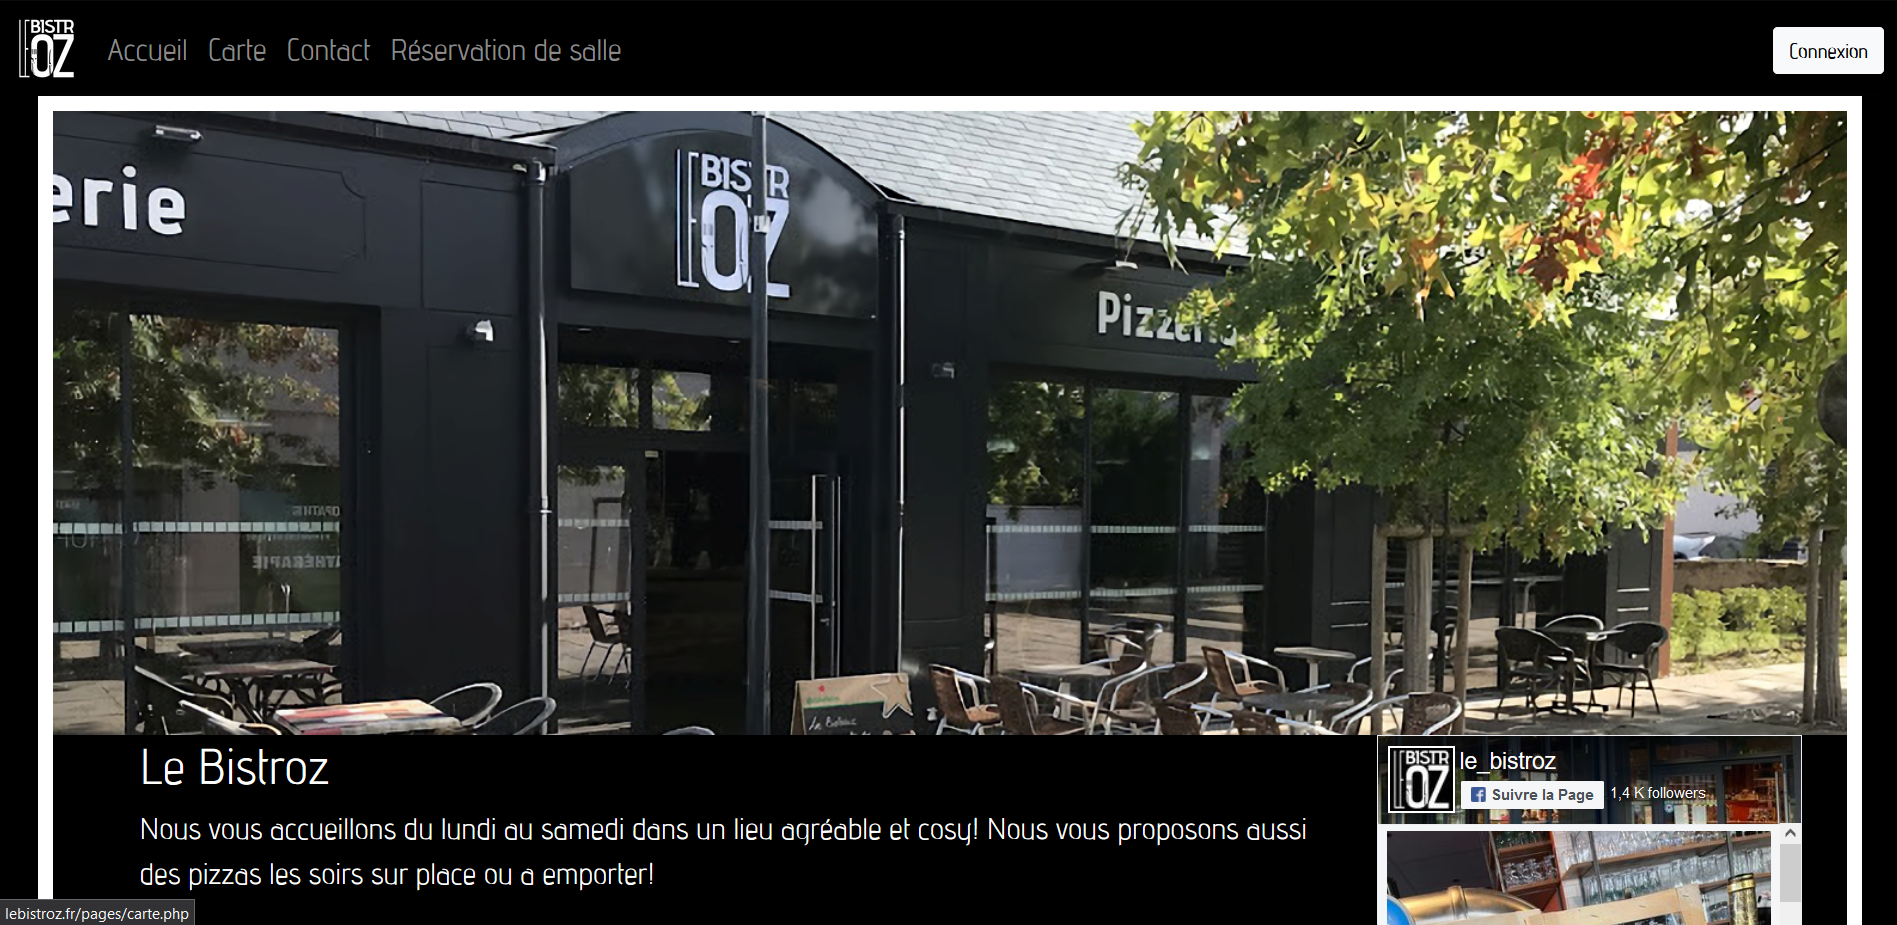 BISTR
OZ
Accueil Carte Contact Réservation de salle
Connexion
erie
BISTR
OZ
Pizzeria
Le Bistroz
Nous vous accueillons du lundi au samedi dans un lieu agréable et cosy! Nous vous proposons aussi
des pizzas les soirs sur place ou a emporter!
BISTR
OZ
le_bistroz
Suivre la Page
1,4 K followers
lebistroz.fr/pages/carte.php